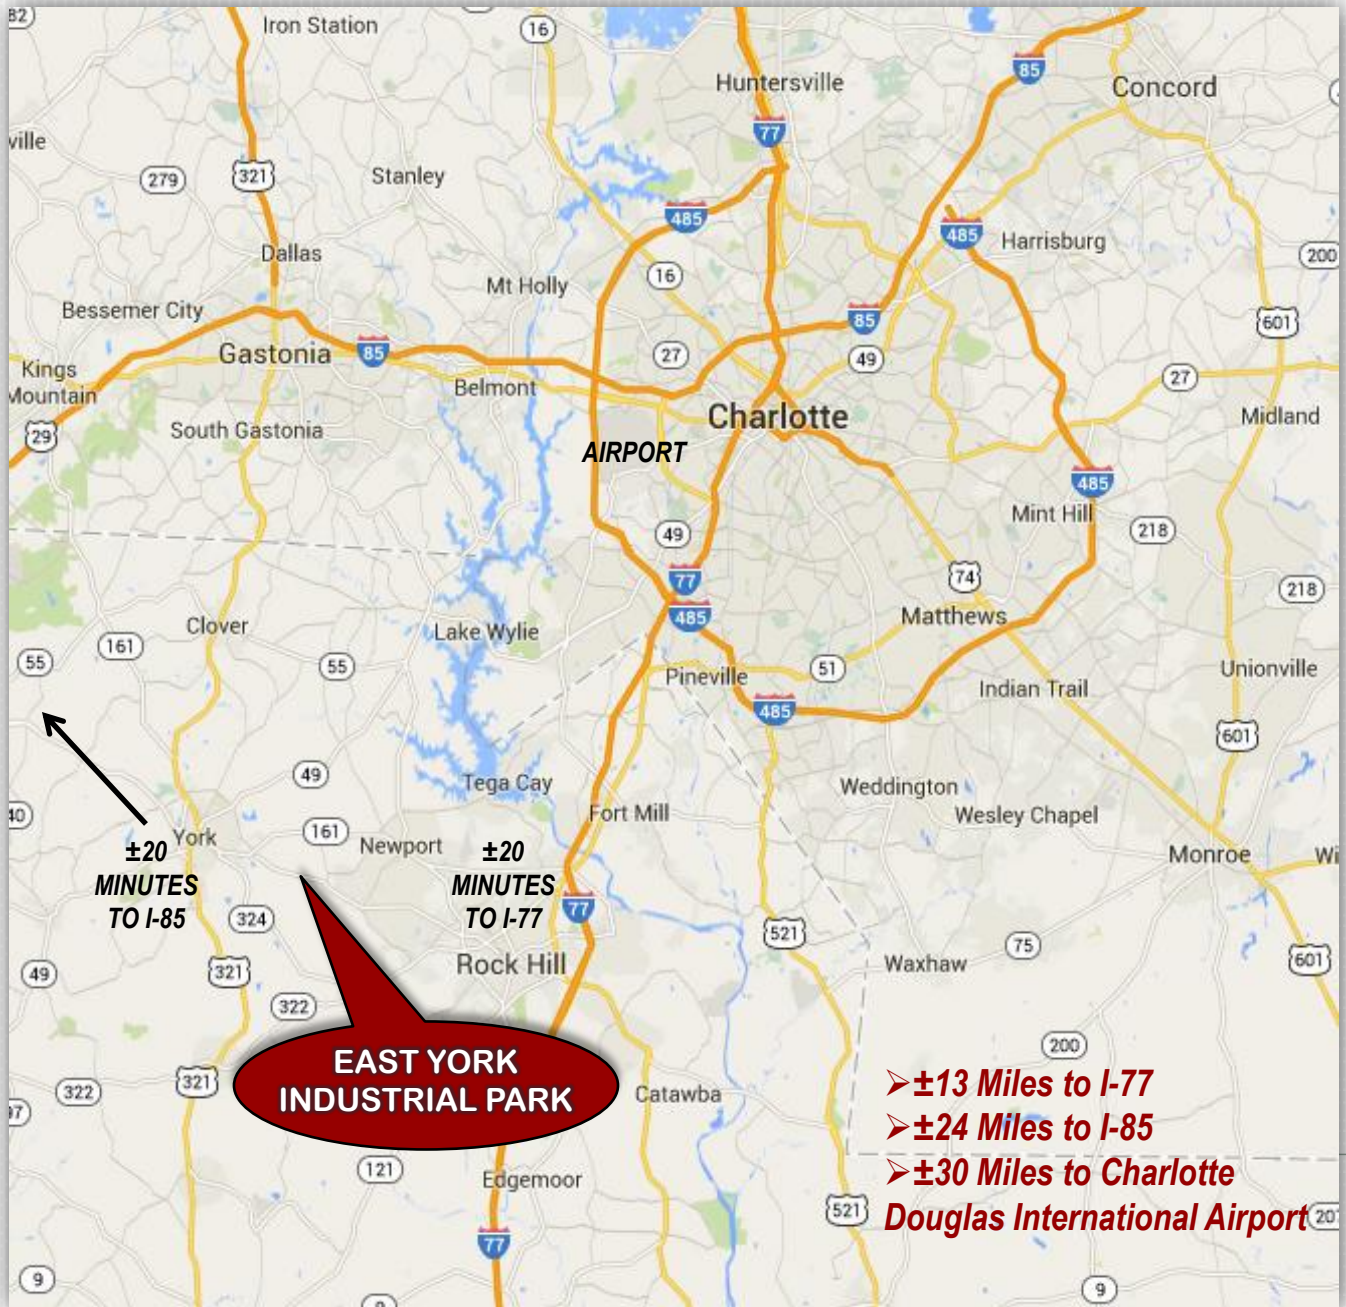 82
Iron Station
16
Huntersville
85
Concord
77
ville
279
321
Stanley
485
485
Harrisburg
200
Dallas
Mt Holly
16
Bessemer City
85
601
Gastonia
85
27
49
Kings
Mountain
Belmont
27
Charlotte
Midland
29
South Gastonia
AIRPORT
485
Mint Hill
218
49
77
74
218
485
Matthews
Clover
Lake Wylie
161
55
55
Pineville
51
Unionville
Indian Trail
485
601
49
Tega Cay
Weddington
Fort Mill
Wesley Chapel
40
York
161
Newport
Monroe
Wi
±20
MINUTES
TO I-85
±20
MINUTES
TO I-77
77
324
521
75
Waxhaw
601
49
321
Rock Hill
322
EAST YORK
INDUSTRIAL PARK
200
322
321
97
Catawba
➢±13 Miles to I-77
➢±24 Miles to I-85
➢±30 Miles to Charlotte
Douglas International Airport
121
Edgemoor
521
207
77
9
9
9